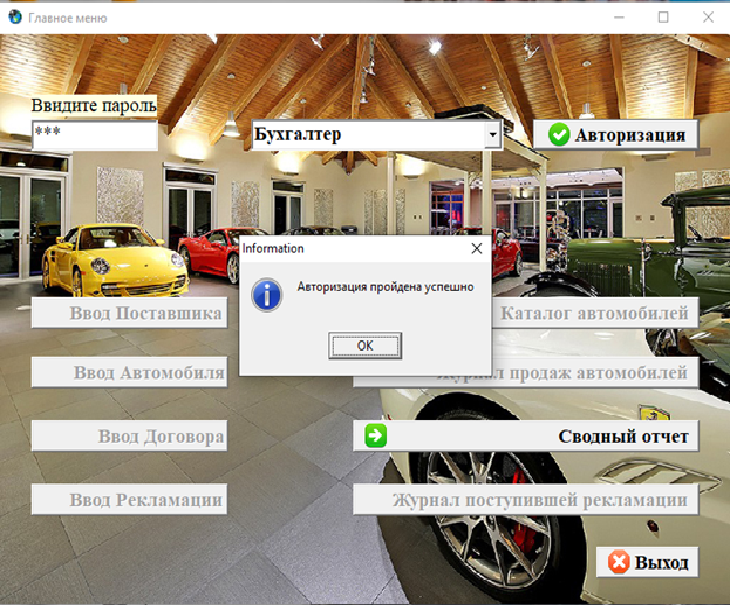 Главное меню
Ввидите пароль
***
Бухгалтер
Авторизация
Information
Авторизация пройдена успешно
OK
Ввод Поставшика
Каталог автомобилей
Ввод Автомобиля
Журнал продаж автомобилей
Ввод Договора
Сводный отчет
Ввод Рекламации
Журнал поступившей рекламации
Выход